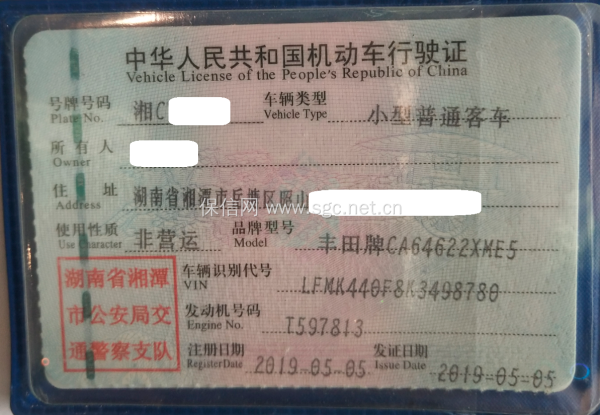 中华人民共和国机动车行驶证
Vehicle License of the People's Republic of China
号牌号码 湘C 车辆类型 小型普通客车
Plate No. Vehicle Type
所有人
Owner
住址 湖南省湘潭市岳塘区昭山
Address
保信网 www.sgc.net.cn
使用性质 非营运 品牌型号 丰田牌CA64622XME5
Use Character Model
湖南省湘潭
市公安局交
通警察支队
车辆识别代号 LFMK440F8K3498780
VIN
发动机号码 T597813
Engine No.
注册日期 2019-05-05 发证日期 2019-05-05
Register Date Issue Date